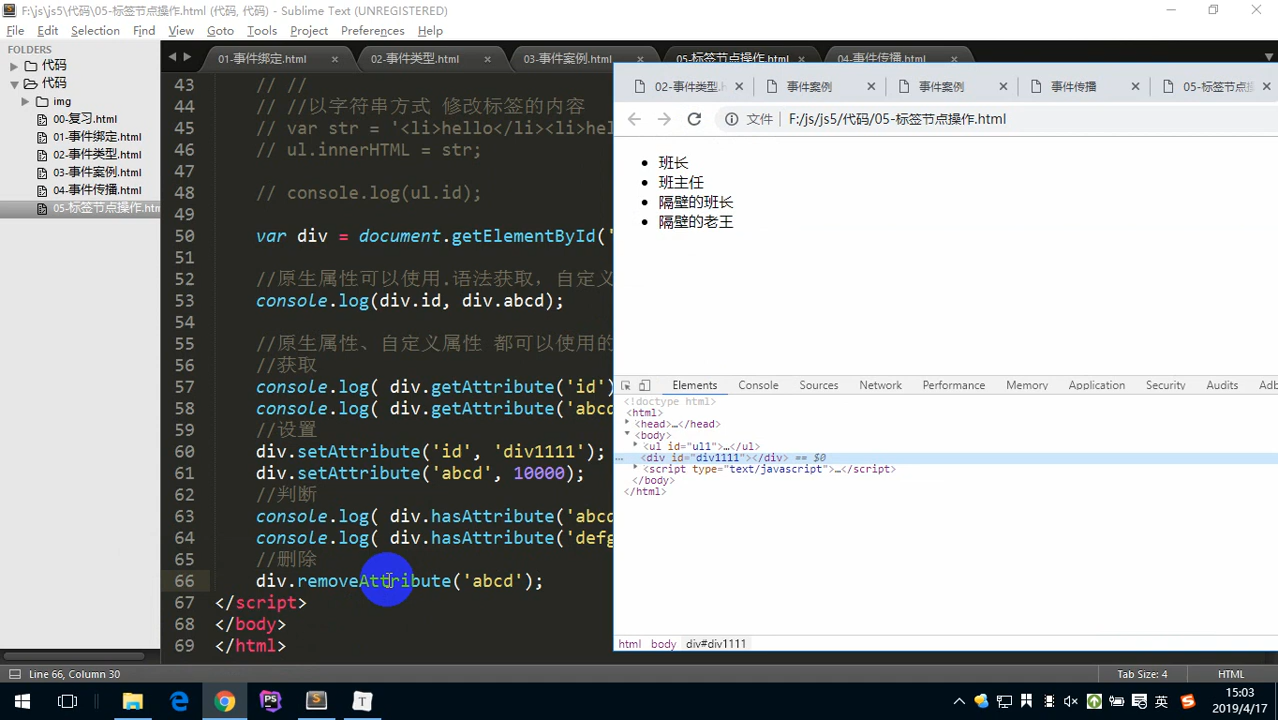 F:\js\js5\代码\05-标签节点操作.html (代码, 代码) - Sublime Text (UNREGISTERED)
File Edit Selection Find View Goto Tools Project Preferences Help
FOLDERS
代码
代码
img
00-复习.html
01-事件绑定.html
02-事件类型.html
03-事件案例.html
04-事件传播.html
05-标签节点操作.htm
01-事件绑定.html × 02-事件类型.html × 03-事件案例.html × 05-标签节点操作.html × 04-事件传播.html ×
43 // //
44 // //以字符串方式 修改标签的内容
45 // var str = '<li>hello</li><li>hel
46 // ul.innerHTML = str;
47
48 // console.log(ul.id);
49
50 var div = document.getElementById('
51
52 //原生属性可以使用.语法获取，自定义
53 console.log(div.id, div.abcd);
54
55 //原生属性、自定义属性 都可以使用的
56 //获取
57 console.log( div.getAttribute('id')
58 console.log( div.getAttribute('abcd
59 //设置
60 div.setAttribute('id', 'div1111');
61 div.setAttribute('abcd', 10000);
62 //判断
63 console.log( div.hasAttribute('abcd
64 console.log( div.hasAttribute('defg
65 //删除
66 div.removeAttribute('abcd');
67 </script>
68 </body>
69 </html>
02-事件类型. × 事件案例 × 事件案例 × 事件传播 × 05-标签节点操 ×
文件 | F:/js/js5/代码/05-标签节点操作.html
• 班长
• 班主任
• 隔壁的班长
• 隔壁的老王
Elements Console Sources Network Performance Memory Application Security Audits Adb
<!doctype html>
<html>
<head>…</head>
<body>
<ul id="ul1">…</ul>
<div id="div1111"></div> == $0
<script type="text/javascript">…</script>
</body>
</html>
html body div#div1111
Line 66, Column 30 Tab Size: 4 HTML
英
15:03
2019/4/17